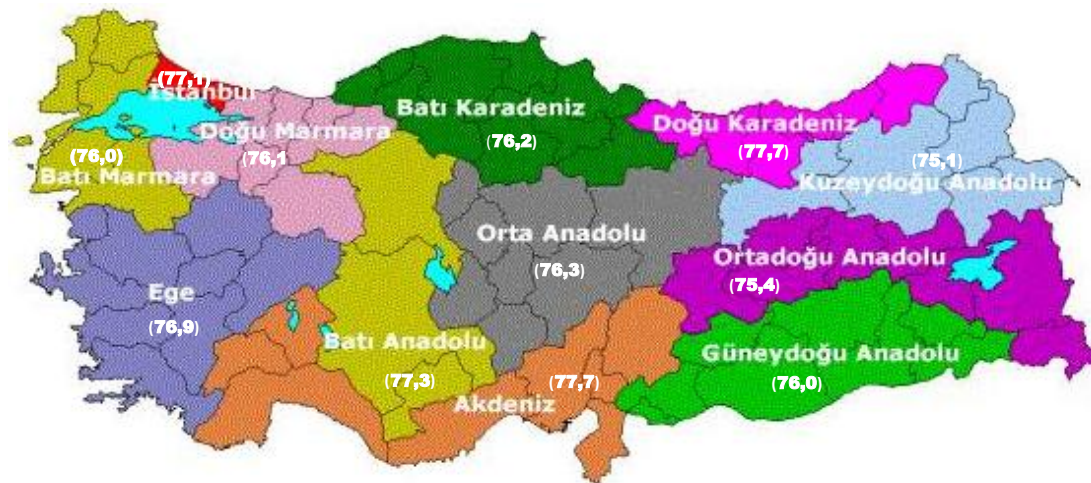 (77,1)
İstanbul
Batı Karadeniz
(76,2)
Doğu Karadeniz
(77,7)
Doğu Marmara
(76,1
(76,0)
Batı Marmara
(75,1)
Kuzeydoğu Anadolu
Orta Anadolu
(76,3)
Ortadoğu Anadolu
(75,4)
Ege
(76,9)
Batı Anadolu
(77,3)
Güneydoğu Anadolu
(76,0)
(77,7)
Akdeniz